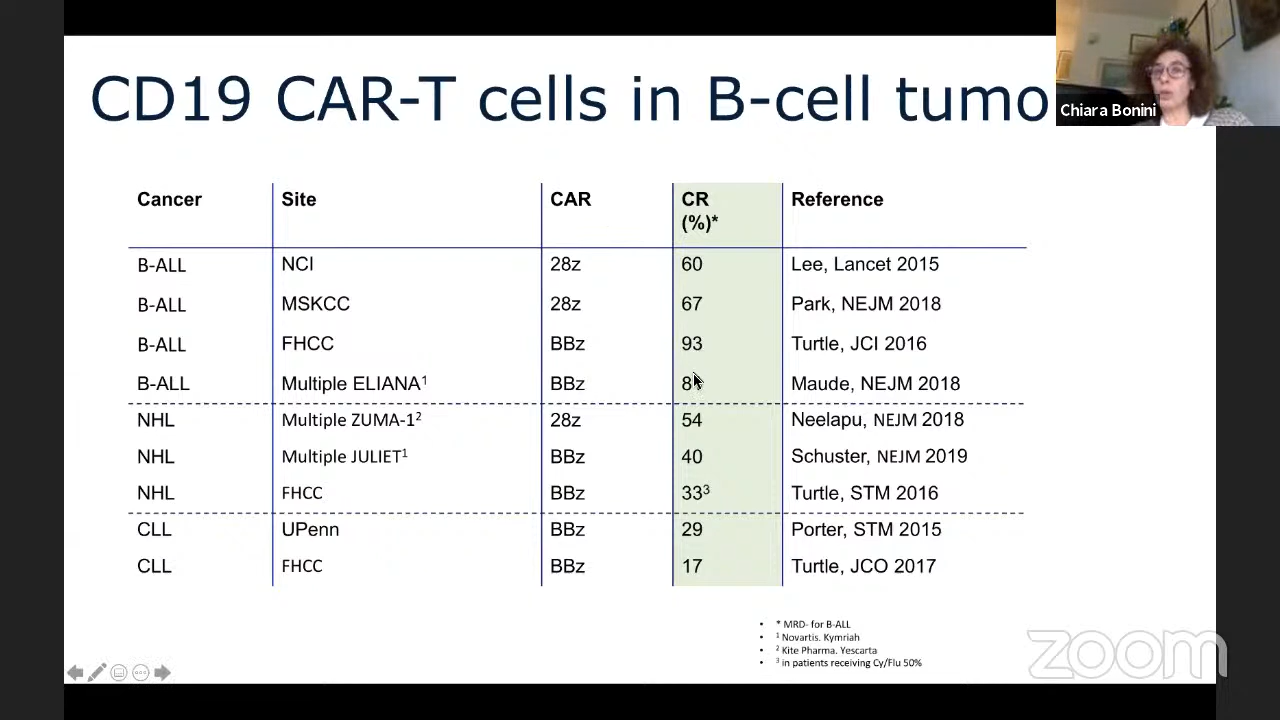 CD19 CAR-T cells in B-cell tumo
Chiara Bonini
Cancer Site CAR CR (%)* Reference
B-ALL NCI 28z 60 Lee, Lancet 2015
B-ALL MSKCC 28z 67 Park, NEJM 2018
B-ALL FHCC BBz 93 Turtle, JCI 2016
B-ALL Multiple ELIANA¹ BBz Maude, NEJM 2018
NHL Multiple ZUMA-1² 28z 54 Neelapu, NEJM 2018
NHL Multiple JULIET¹ BBz 40 Schuster, NEJM 2019
NHL FHCC BBz 33³ Turtle, STM 2016
CLL UPenn BBz 29 Porter, STM 2015
CLL FHCC BBz 17 Turtle, JCO 2017
• * MRD- for B-ALL
• ¹ Novartis. Kymriah
• ² Kite Pharma. Yescarta
• ³ in patients receiving Cy/Flu 50%
zoom